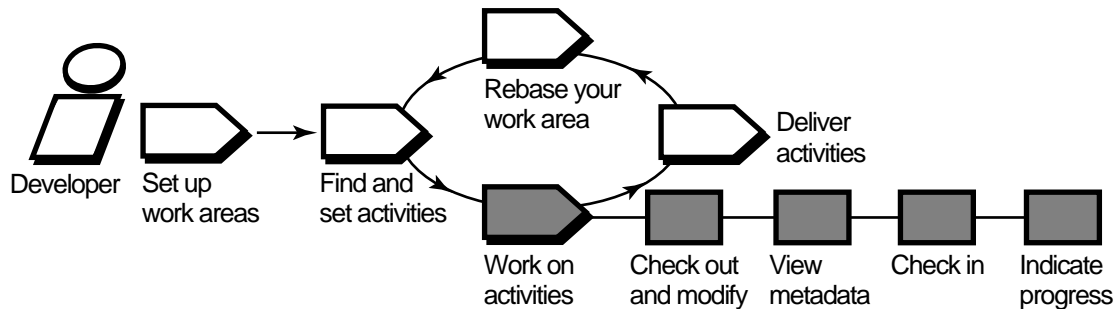 Rebase your
work area
Deliver
activities
Developer
Set up
work areas
Find and
set activities
Work on
activities
Check out
and modify
View
metadata
Check in
Indicate
progress